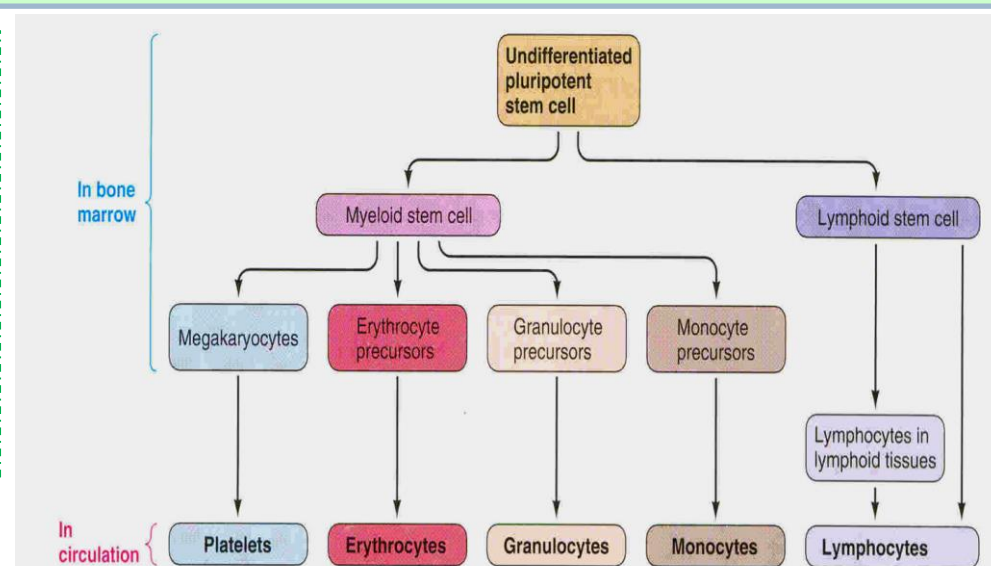 Undifferentiated
pluripotent
stem cell
In bone
marrow
Myeloid stem cell
Lymphoid stem cell
Megakaryocytes
Erythrocyte
precursors
Granulocyte
precursors
Monocyte
precursors
Lymphocytes in
lymphoid tissues
In
circulation
Platelets
Erythrocytes
Granulocytes
Monocytes
Lymphocytes